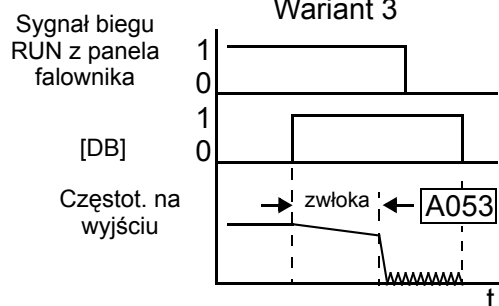 Wariant 3
Sygnał biegu
RUN z panela
falownika
1
0
[DB]
1
0
Częstot. na
wyjściu
zwłoka
A053
t